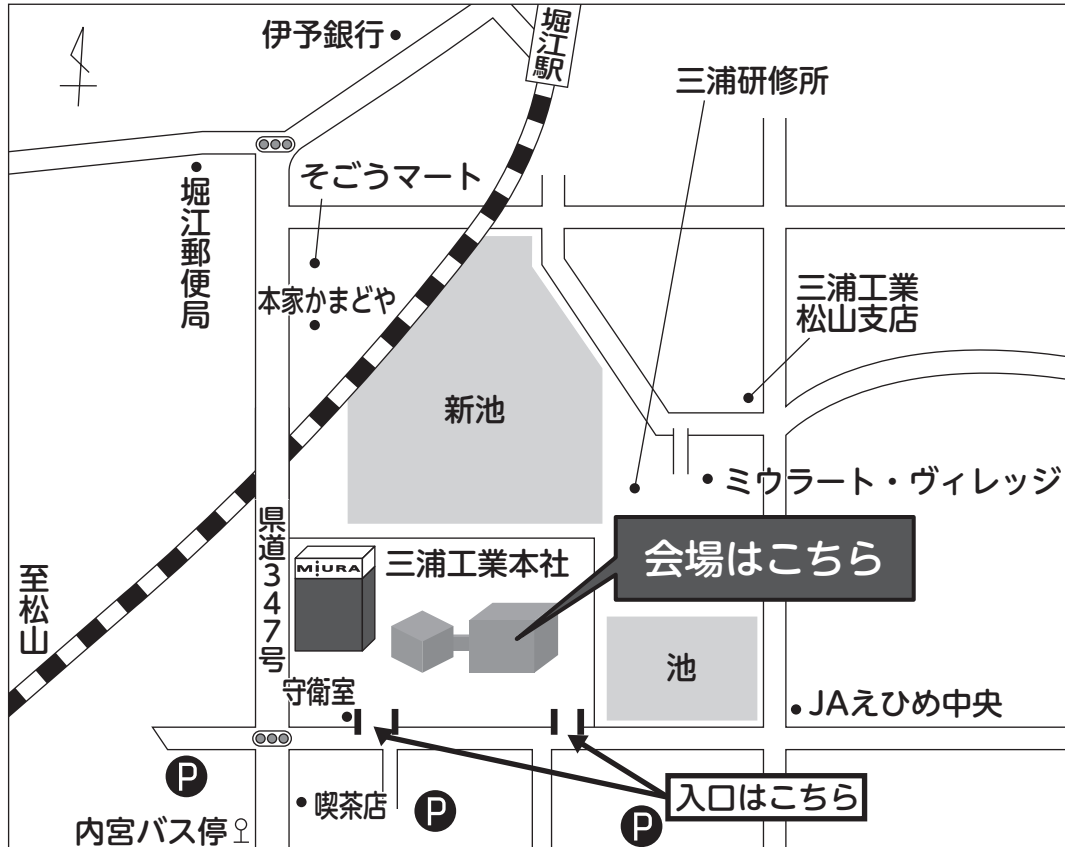 伊予銀行
堀江駅
三浦研修所
そごうマート
堀江郵便局
本家かまどや
三浦工業
松山支店
新池
ミウラート・ヴィレッジ
県道347号
会場はこちら
MIURA
三浦工業本社
至松山
池
守衛室
JAえひめ中央
P
入口はこちら
喫茶店
P
P
内宮バス停